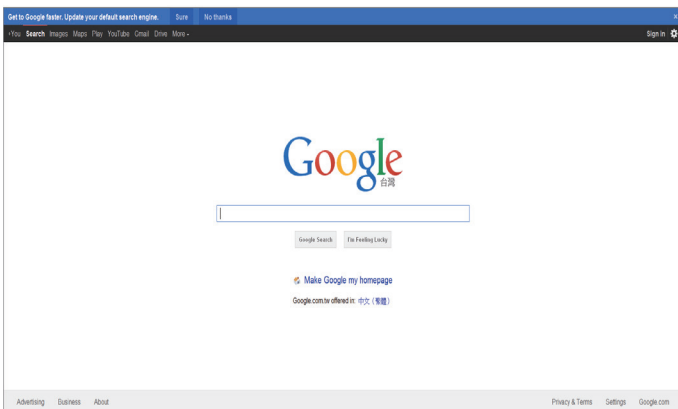 Get to Google faster. Update your default search engine. Sure No thanks x
+You Search Images Maps Play YouTube Gmail Drive More
Sign in
Google
台灣
Google Search I'm Feeling Lucky
Make Google my homepage
Google.com.tw offered in: 中文（繁體）
Advertising Business About Privacy & Terms Settings Google.com